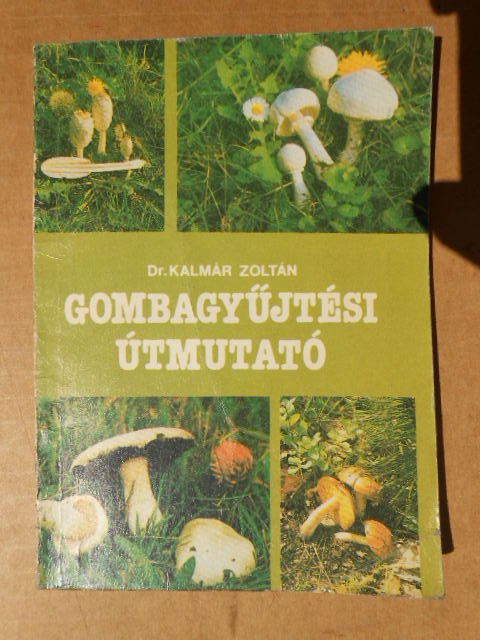 Dr. KALMÁR ZOLTÁN
GOMBAGYŰJTÉSI
ÚTMUTATÓ